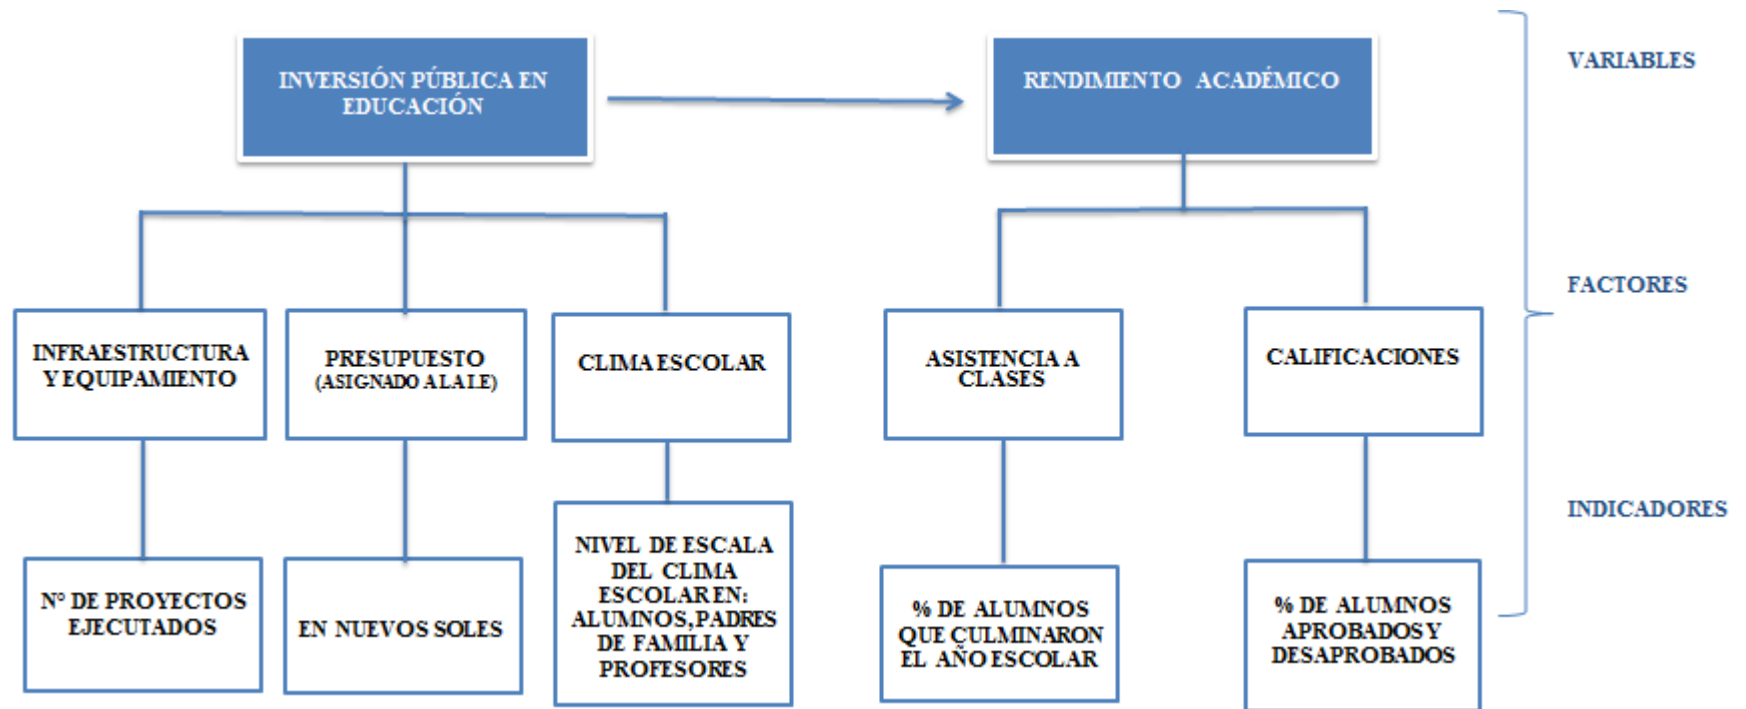 INVERSIÓN PÚBLICA EN
EDUCACIÓN
RENDIMIENTO ACADÉMICO
VARIABLES
FACTORES
INFRAESTRUCTURA
Y EQUIPAMIENTO
PRESUPUESTO
(ASIGNADO A LA I.E)
CLIMA ESCOLAR
ASISTENCIA A
CLASES
CALIFICACIONES
INDICADORES
N° DE PROYECTOS
EJECUTADOS
EN NUEVOS SOLES
NIVEL DE ESCALA
DEL CLIMA
ESCOLAR EN:
ALUMNOS, PADRES
DE FAMILIA Y
PROFESORES
% DE ALUMNOS
QUE CULMINARON
EL AÑO ESCOLAR
% DE ALUMNOS
APROBADOS Y
DESAPROBADOS